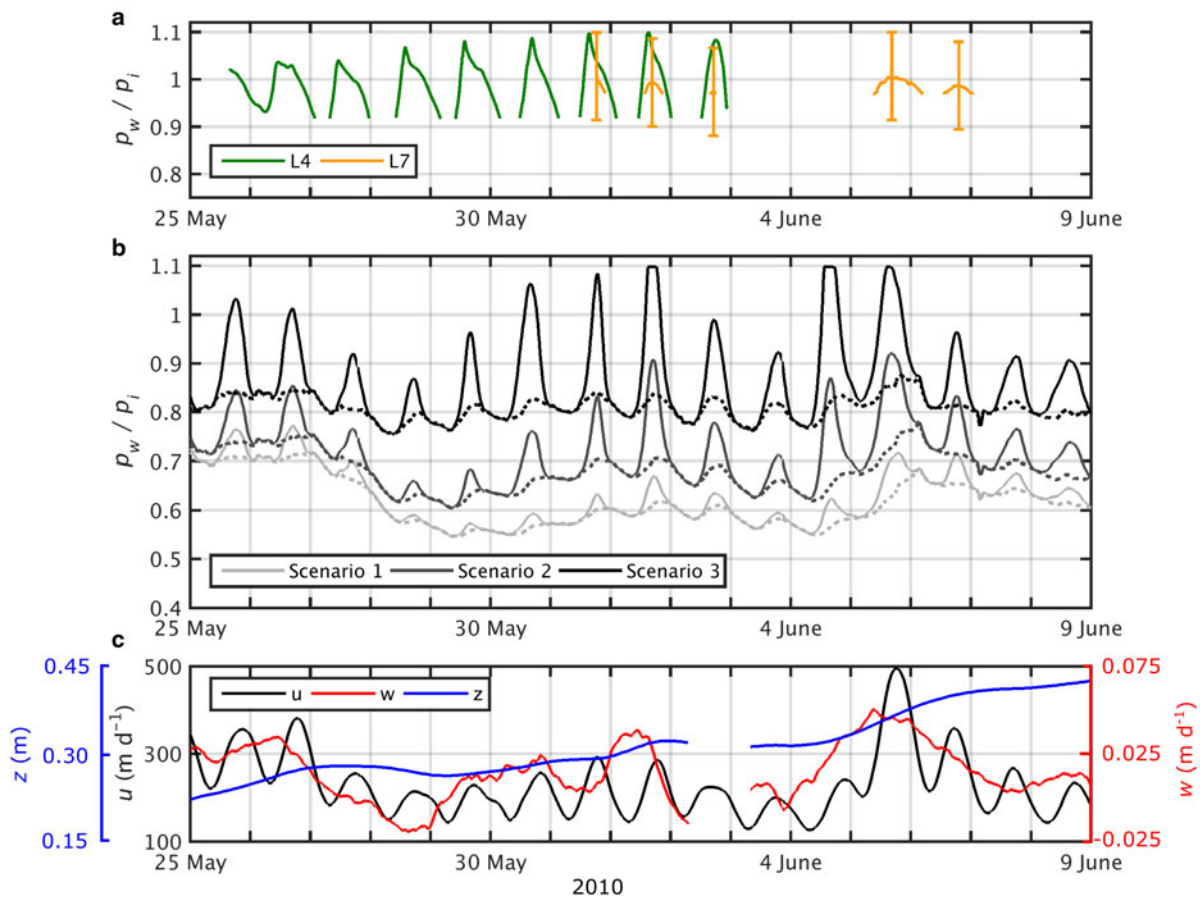 a
p_w / p_i
1.1
1
0.9
0.8
L4 L7
25 May 30 May 4 June 9 June
b
p_w / p_i
1.1
1
0.9
0.8
0.7
0.6
0.5
0.4
Scenario 1 Scenario 2 Scenario 3
25 May 30 May 4 June 9 June
c
z (m)
0.45
0.30
0.15
u (m d⁻¹)
500
300
100
u w z
0.075
0.025
-0.025
w (m d⁻¹)
25 May 30 May 4 June 9 June
2010